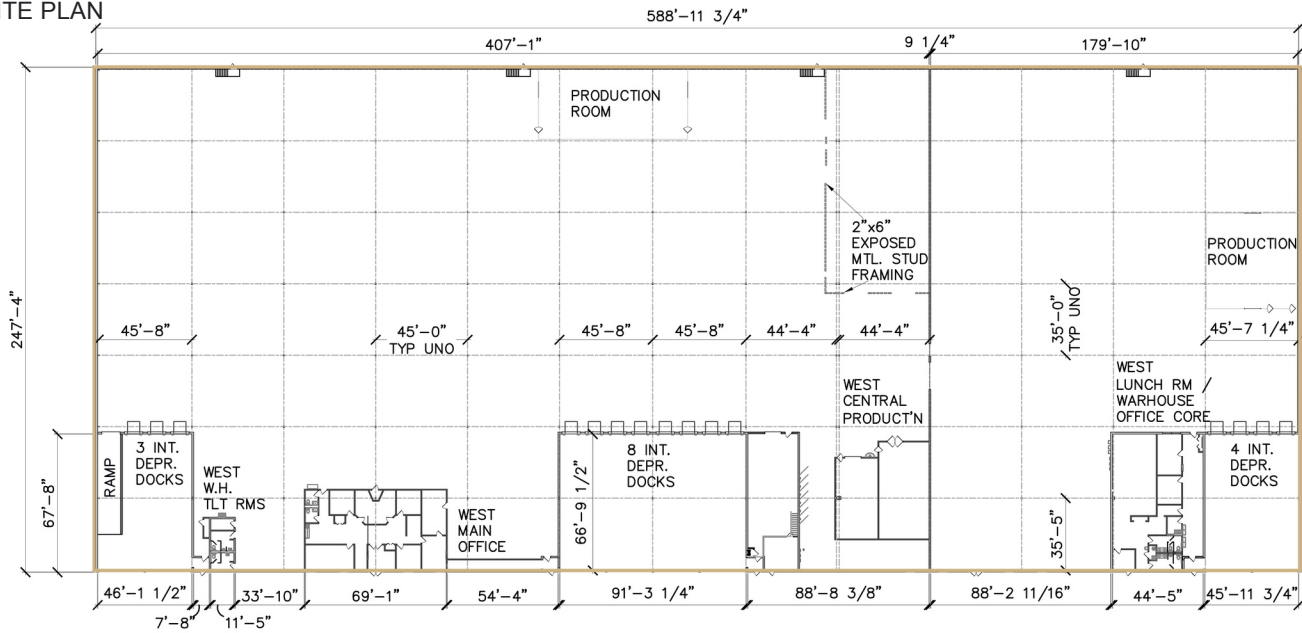 ITE PLAN
588'-11 3/4"
407'-1"
9 1/4"
179'-10"
PRODUCTION
ROOM
2"x6"
EXPOSED
MTL. STUD
FRAMING
PRODUCTION
ROOM
247'-4"
45'-8"
45'-0"
TYP UNO
45'-8"
45'-8"
44'-4"
44'-4"
35'-0"
TYP UNO
45'-7 1/4"
WEST
CENTRAL
PRODUCT'N
WEST
LUNCH RM /
WARHOUSE
OFFICE CORE
67'-8"
RAMP
3 INT.
DEPR.
DOCKS
WEST
W.H.
TLT RMS
WEST
MAIN
OFFICE
66'-9 1/2"
8 INT.
DEPR.
DOCKS
35'-5"
4 INT.
DEPR.
DOCKS
46'-1 1/2"
7'-8"
11'-5"
33'-10"
69'-1"
54'-4"
91'-3 1/4"
88'-8 3/8"
88'-2 11/16"
44'-5"
45'-11 3/4"